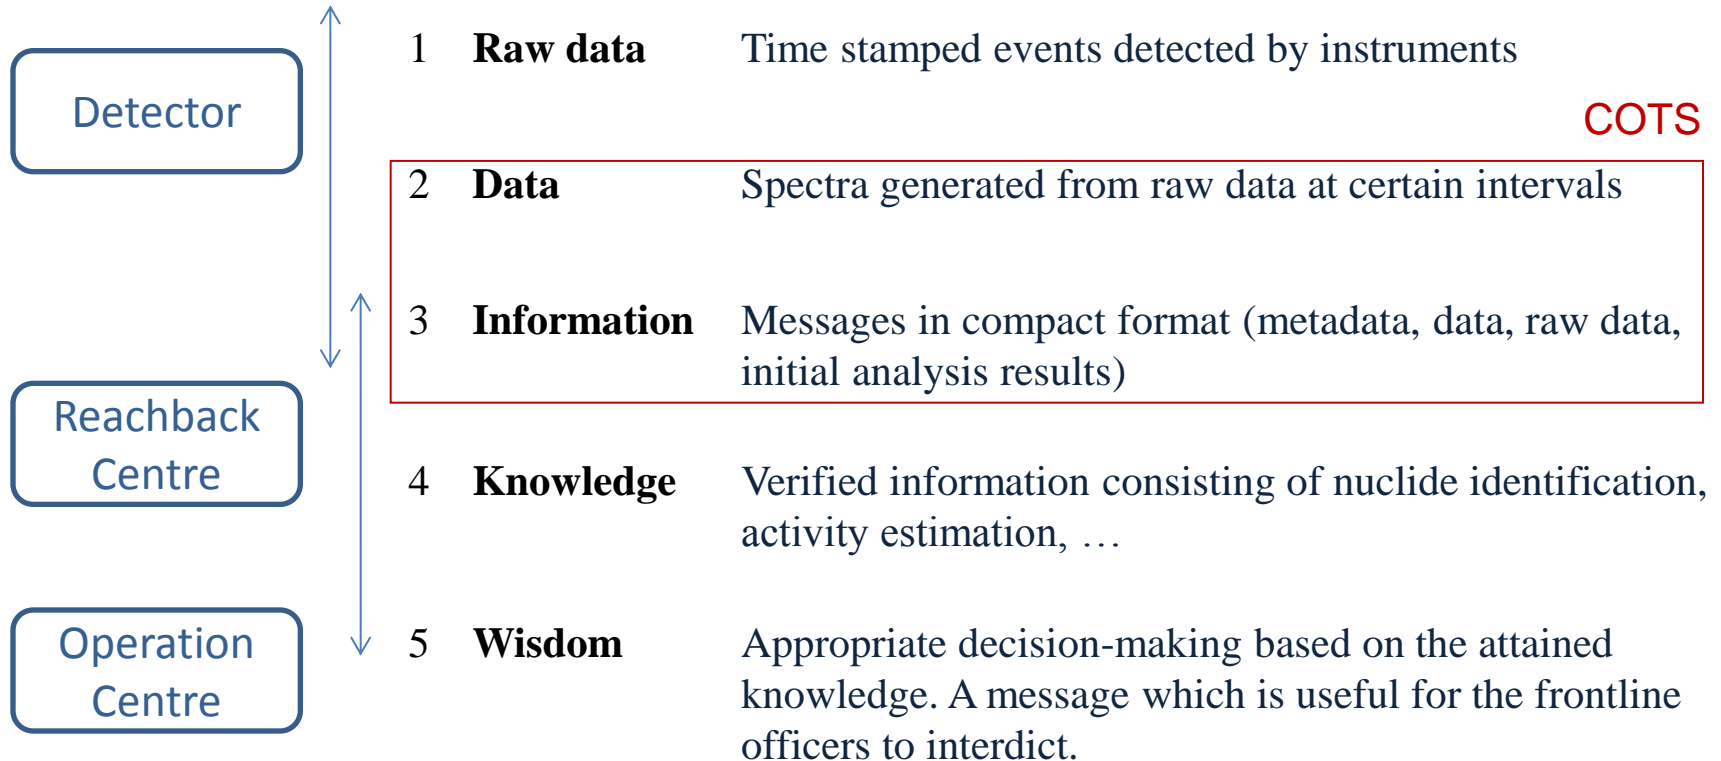 Detector
Reachback
Centre
Operation
Centre
1 Raw data Time stamped events detected by instruments
COTS
2 Data Spectra generated from raw data at certain intervals
3 Information Messages in compact format (metadata, data, raw data,
initial analysis results)
4 Knowledge Verified information consisting of nuclide identification,
activity estimation, …
5 Wisdom Appropriate decision-making based on the attained
knowledge. A message which is useful for the frontline
officers to interdict.